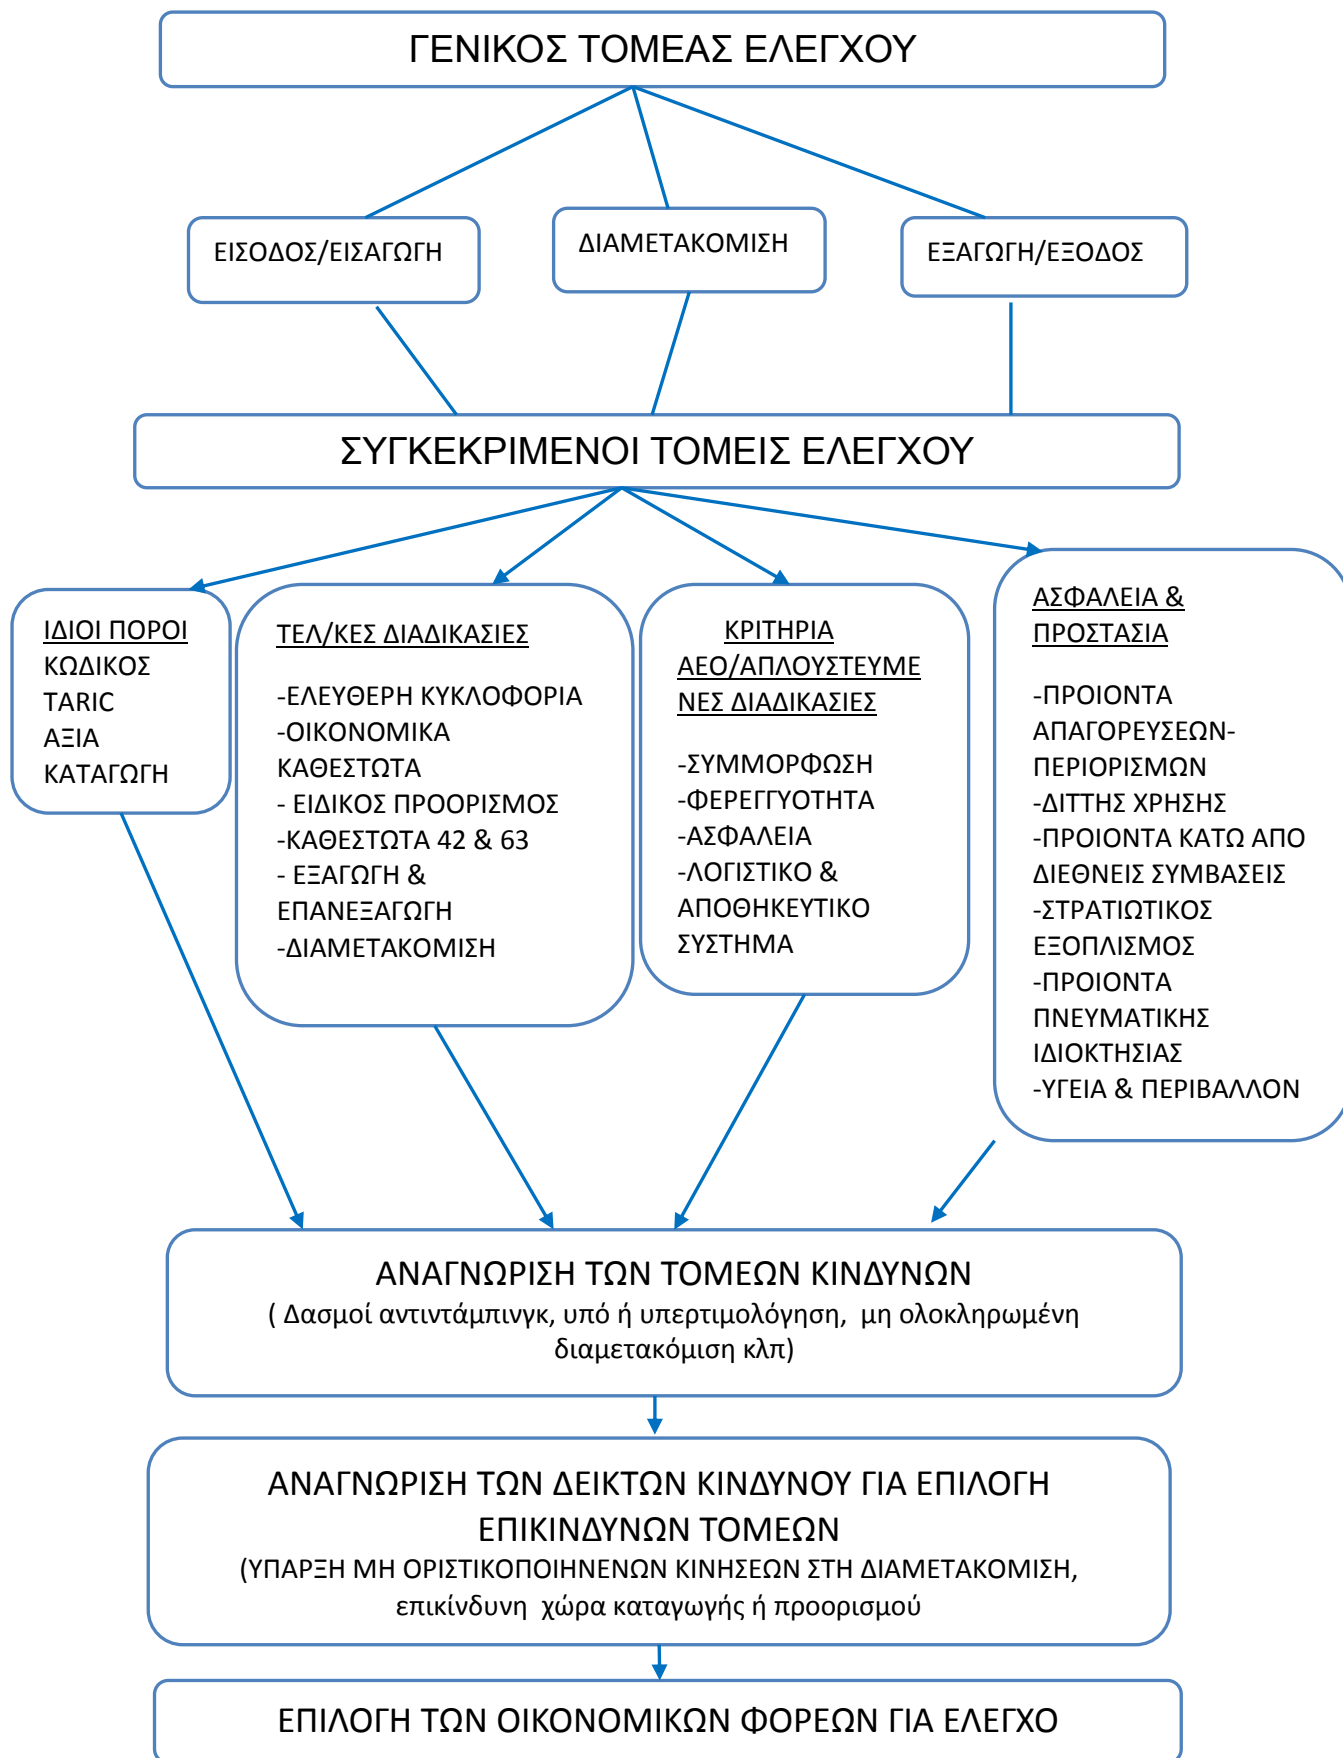 ΓΕΝΙΚΟΣ ΤΟΜΕΑΣ ΕΛΕΓΧΟΥ
ΕΙΣΟΔΟΣ/ΕΙΣΑΓΩΓΗ
ΔΙΑΜΕΤΑΚΟΜΙΣΗ
ΕΞΑΓΩΓΗ/ΕΞΟΔΟΣ
ΣΥΓΚΕΚΡΙΜΕΝΟΙ ΤΟΜΕΙΣ ΕΛΕΓΧΟΥ
ΙΔΙΟΙ ΠΟΡΟΙ
ΚΩΔΙΚΟΣ
TARIC
ΑΞΙΑ
ΚΑΤΑΓΩΓΗ
ΤΕΛ/ΚΕΣ ΔΙΑΔΙΚΑΣΙΕΣ
-ΕΛΕΥΘΕΡΗ ΚΥΚΛΟΦΟΡΙΑ
-ΟΙΚΟΝΟΜΙΚΑ
ΚΑΘΕΣΤΩΤΑ
- ΕΙΔΙΚΟΣ ΠΡΟΟΡΙΣΜΟΣ
-ΚΑΘΕΣΤΩΤΑ 42 & 63
- ΕΞΑΓΩΓΗ &
ΕΠΑΝΕΞΑΓΩΓΗ
-ΔΙΑΜΕΤΑΚΟΜΙΣΗ
ΚΡΙΤΗΡΙΑ
ΑΕΟ/ΑΠΛΟΥΣΤΕΥΜΕ
ΝΕΣ ΔΙΑΔΙΚΑΣΙΕΣ
-ΣΥΜΜΟΡΦΩΣΗ
-ΦΕΡΕΓΓΥΟΤΗΤΑ
-ΑΣΦΑΛΕΙΑ
-ΛΟΓΙΣΤΙΚΟ &
ΑΠΟΘΗΚΕΥΤΙΚΟ
ΣΥΣΤΗΜΑ
ΑΣΦΑΛΕΙΑ &
ΠΡΟΣΤΑΣΙΑ
-ΠΡΟΙΟΝΤΑ
ΑΠΑΓΟΡΕΥΣΕΩΝ-
ΠΕΡΙΟΡΙΣΜΩΝ
-ΔΙΤΤΗΣ ΧΡΗΣΗΣ
-ΠΡΟΙΟΝΤΑ ΚΑΤΩ ΑΠΟ
ΔΙΕΘΝΕΙΣ ΣΥΜΒΑΣΕΙΣ
-ΣΤΡΑΤΙΩΤΙΚΟΣ
ΕΞΟΠΛΙΣΜΟΣ
-ΠΡΟΙΟΝΤΑ
ΠΝΕΥΜΑΤΙΚΗΣ
ΙΔΙΟΚΤΗΣΙΑΣ
-ΥΓΕΙΑ & ΠΕΡΙΒΑΛΛΟΝ
ΑΝΑΓΝΩΡΙΣΗ ΤΩΝ ΤΟΜΕΩΝ ΚΙΝΔΥΝΩΝ
( Δασμοί αντιντάμπινγκ, υπό ή υπερτιμολόγηση, μη ολοκληρωμένη
διαμετακόμιση κλπ)
ΑΝΑΓΝΩΡΙΣΗ ΤΩΝ ΔΕΙΚΤΩΝ ΚΙΝΔΥΝΟΥ ΓΙΑ ΕΠΙΛΟΓΗ
ΕΠΙΚΙΝΔΥΝΩΝ ΤΟΜΕΩΝ
(ΥΠΑΡΞΗ ΜΗ ΟΡΙΣΤΙΚΟΠΟΙΗΝΕΝΩΝ ΚΙΝΗΣΕΩΝ ΣΤΗ ΔΙΑΜΕΤΑΚΟΜΙΣΗ,
επικίνδυνη χώρα καταγωγής ή προορισμού
ΕΠΙΛΟΓΗ ΤΩΝ ΟΙΚΟΝΟΜΙΚΩΝ ΦΟΡΕΩΝ ΓΙΑ ΕΛΕΓΧΟ